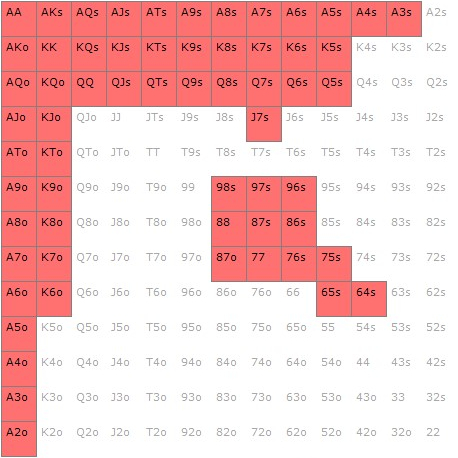 AA AKs AQs AJs ATs A9s A8s A7s A6s A5s A4s A3s A2s
AKo KK KQs KJs KTs K9s K8s K7s K6s K5s K4s K3s K2s
AQo KQo QQ QJs QTs Q9s Q8s Q7s Q6s Q5s Q4s Q3s Q2s
AJo KJo QJo JJ JTs J9s J8s J7s J6s J5s J4s J3s J2s
ATo KTo QTo JTo TT T9s T8s T7s T6s T5s T4s T3s T2s
A9o K9o Q9o J9o T9o 99 98s 97s 96s 95s 94s 93s 92s
A8o K8o Q8o J8o T8o 98o 88 87s 86s 85s 84s 83s 82s
A7o K7o Q7o J7o T7o 97o 87o 77 76s 75s 74s 73s 72s
A6o K6o Q6o J6o T6o 96o 86o 76o 66 65s 64s 63s 62s
A5o K5o Q5o J5o T5o 95o 85o 75o 65o 55 54s 53s 52s
A4o K4o Q4o J4o T4o 94o 84o 74o 64o 54o 44 43s 42s
A3o K3o Q3o J3o T3o 93o 83o 73o 63o 53o 43o 33 32s
A2o K2o Q2o J2o T2o 92o 82o 72o 62o 52o 42o 32o 22